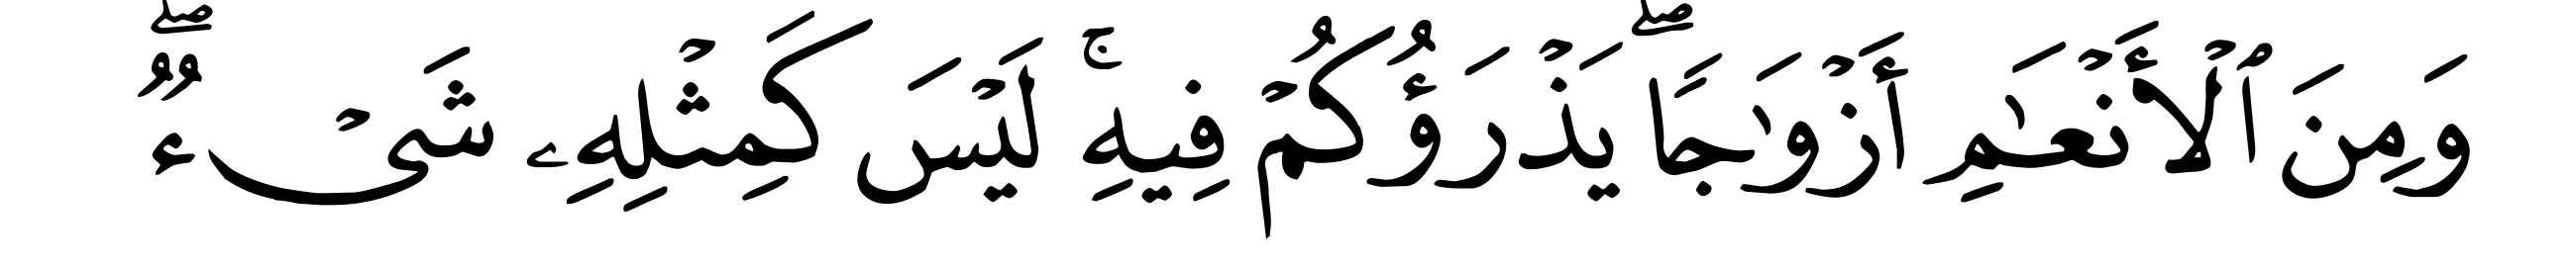 وَمِنَ ٱلۡأَنۡعَـٰمِ أَزۡوَٰجًاۖ يَذۡرَؤُكُمۡ فِيهِۚ لَيۡسَ كَمِثۡلِهِۦ شَىۡءٌۖ